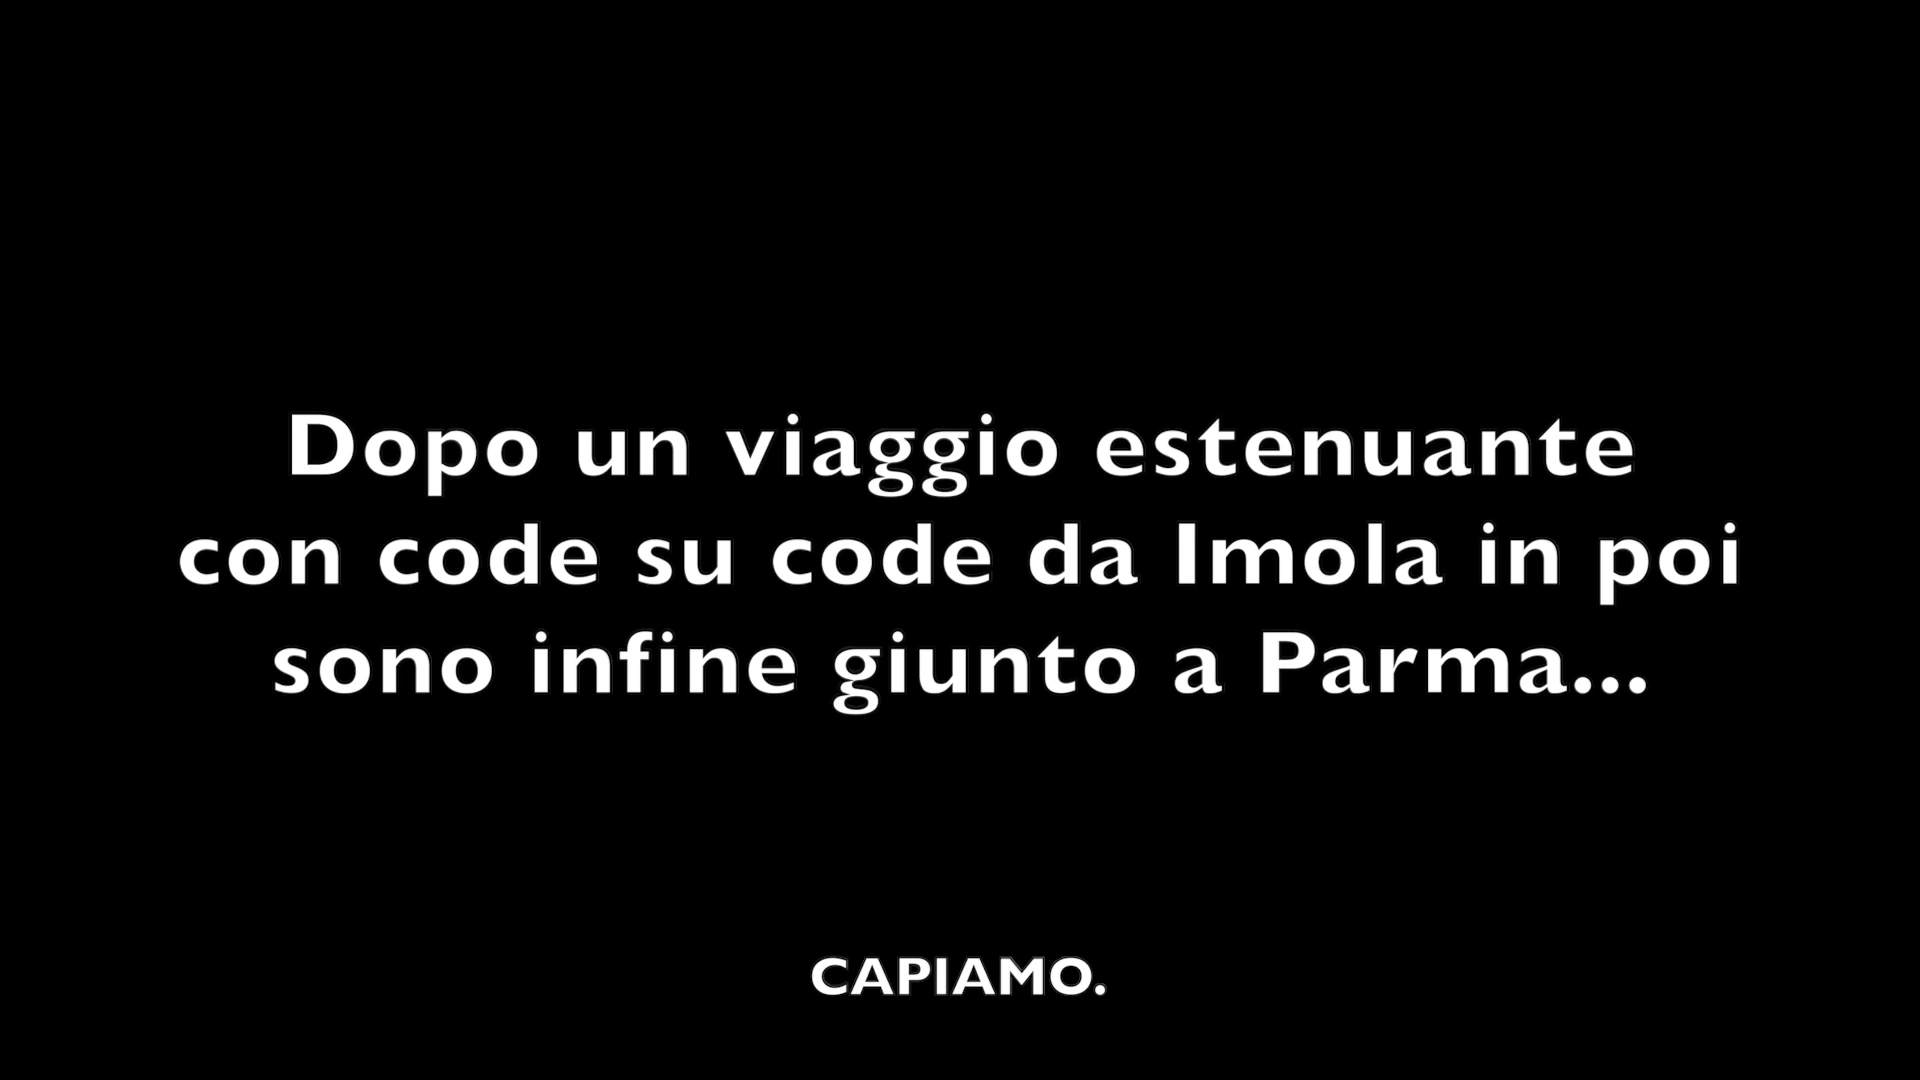 Dopo un viaggio estenuante
con code su code da Imola in poi
sono infine giunto a Parma...
CAPIAMO.